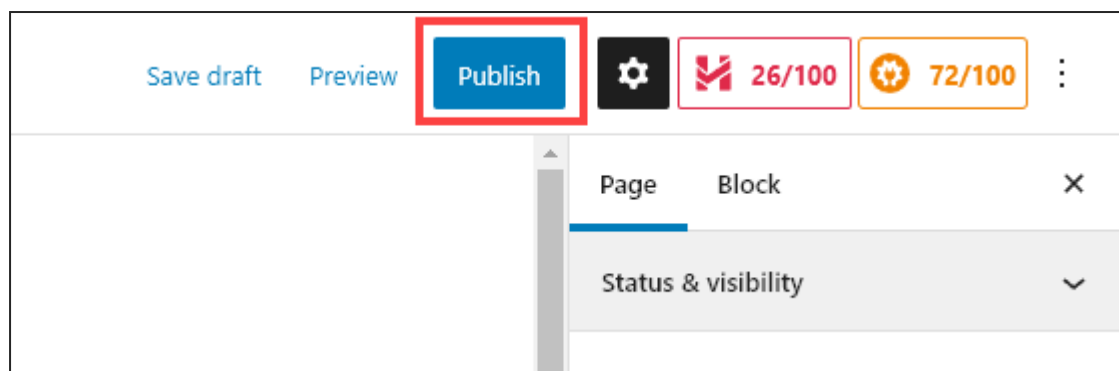 Save draft Preview Publish 26/100 72/100
Page Block
Status & visibility